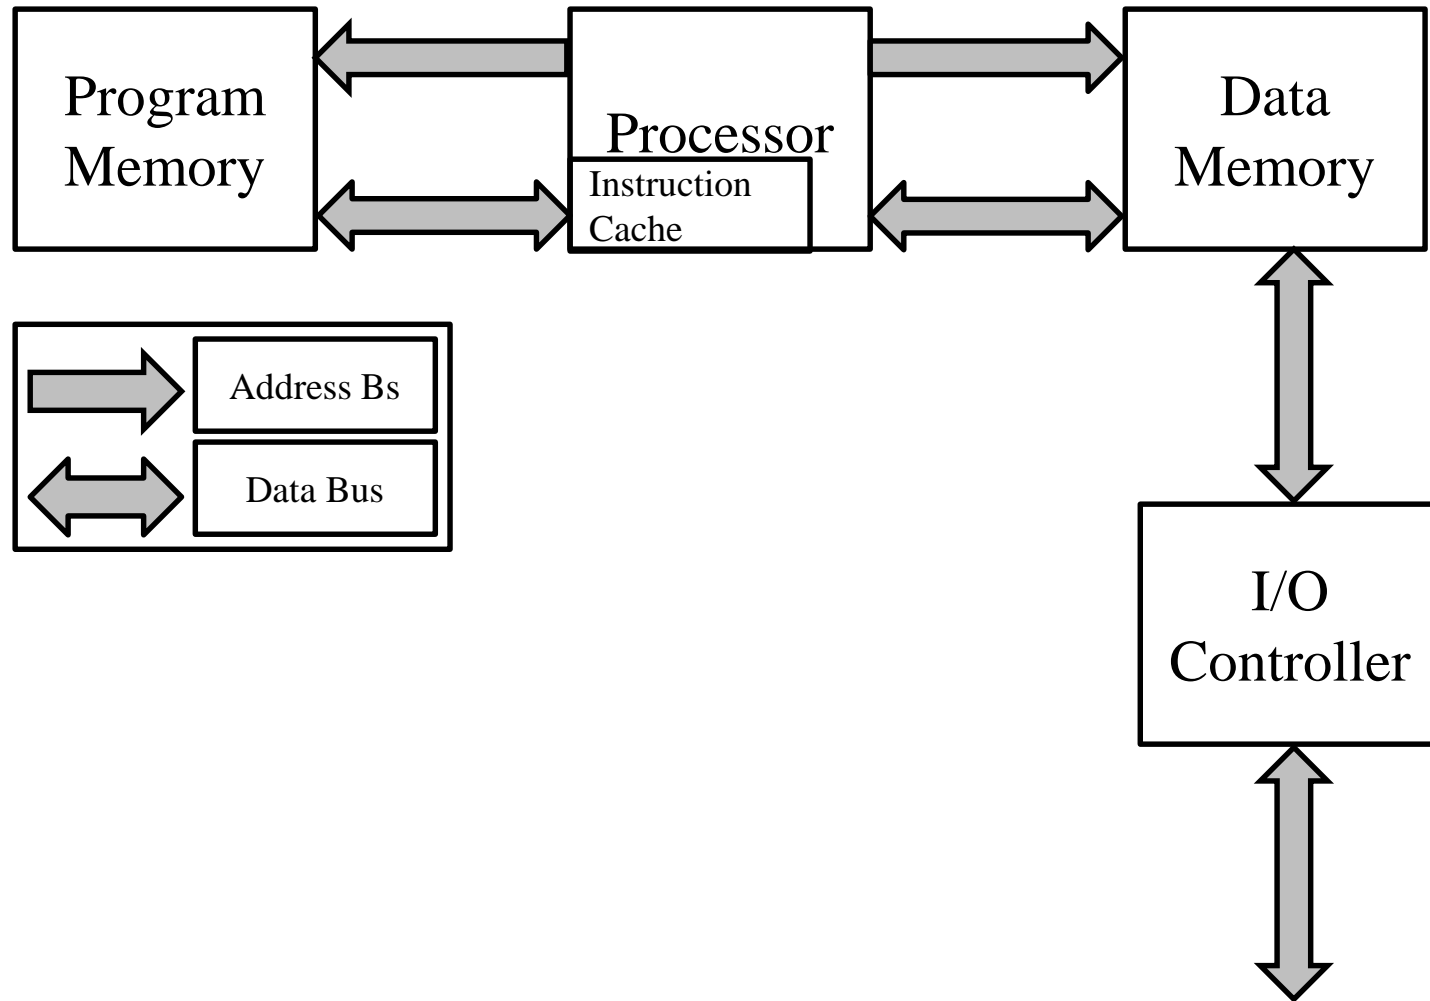 Program
Memory
Processor
Instruction
Cache
Data
Memory
Address Bs
Data Bus
I/O
Controller